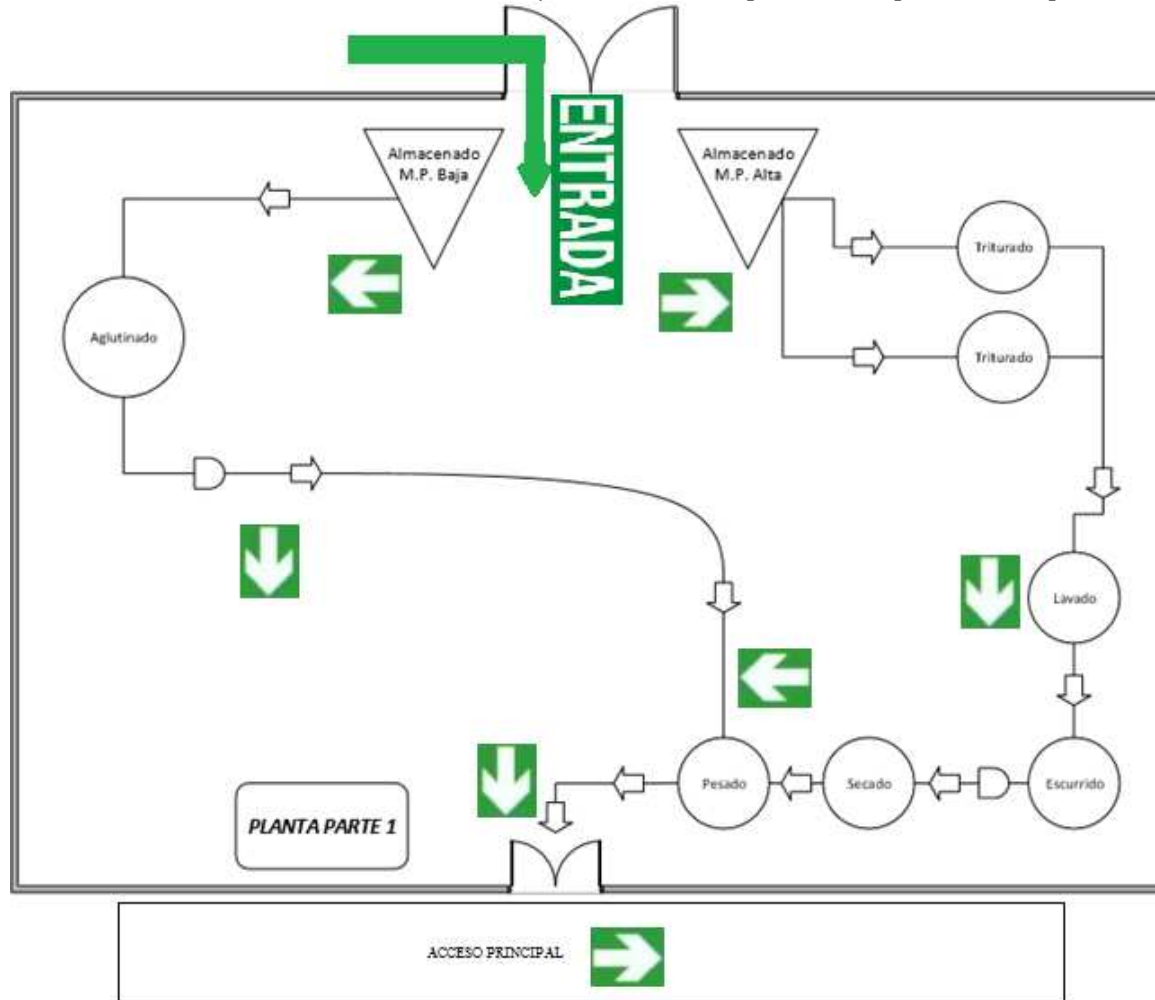 ENTRADA
Almacenado
M.P. Baja
Almacenado
M.P. Alta
Triturado
Aglutinado
Triturado
Lavado
Pesado
Secado
Escurrido
PLANTA PARTE 1
ACCESO PRINCIPAL